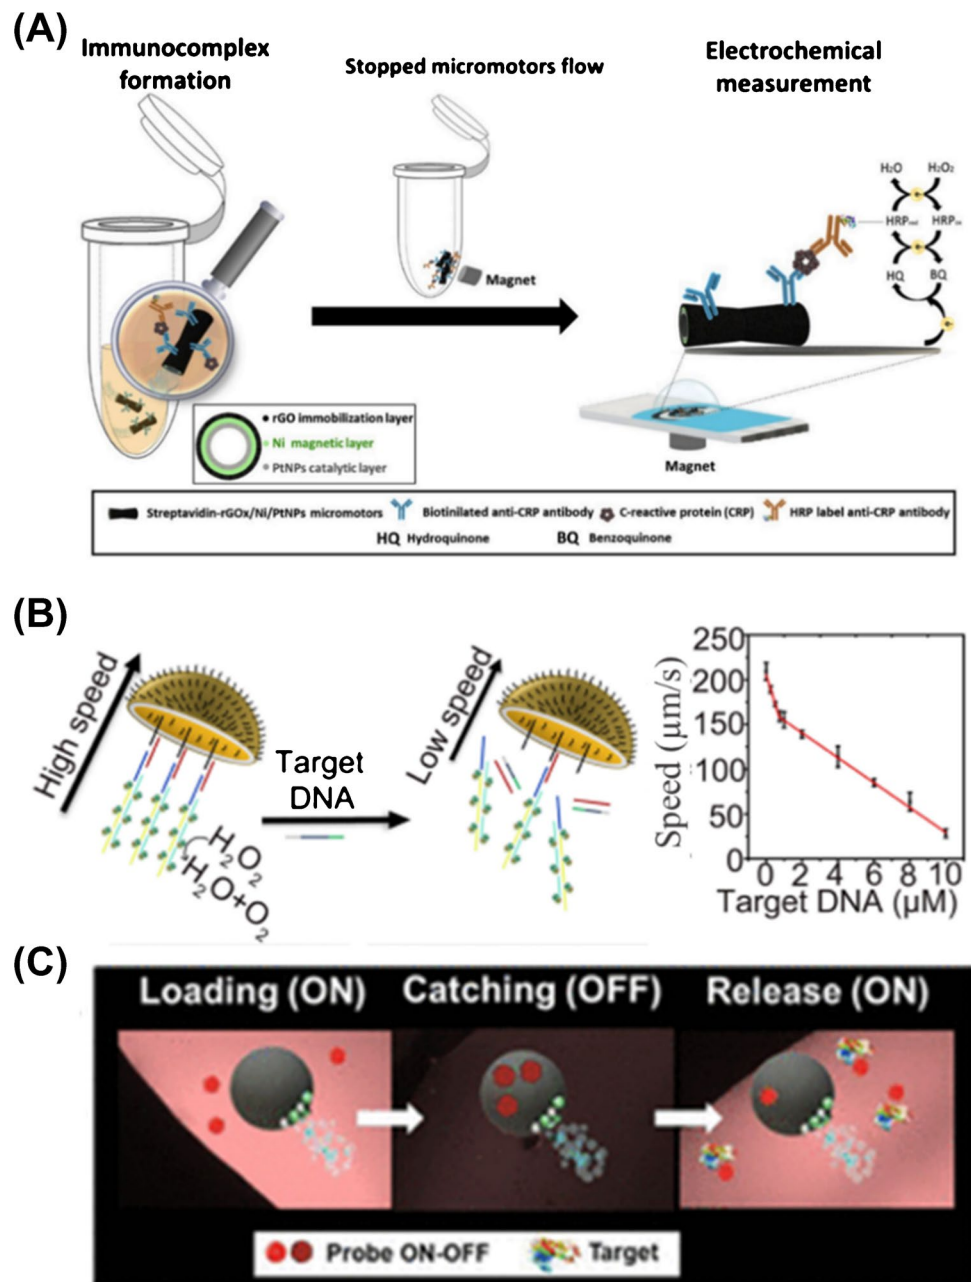 (A)
Immunocomplex
formation
Stopped micromotors flow
Electrochemical
measurement
H₂O H₂O₂
HRPred HRPox
HQ BQ
Magnet
rGO immobilization layer
Ni magnetic layer
PtNPs catalytic layer
Magnet
Streptavidin-rGOx/Ni/PtNPs micromotors Biotinilated anti-CRP antibody C-reactive protein (CRP) HRP label anti-CRP antibody
HQ Hydroquinone BQ Benzoquinone
(B)
High speed
H₂O₂
H₂O+O₂
Target
DNA
Low speed
Speed (µm/s)
250
200
150
100
50
0
0 2 4 6 8 10
Target DNA (µM)
(C)
Loading (ON) Catching (OFF) Release (ON)
Probe ON-OFF Target